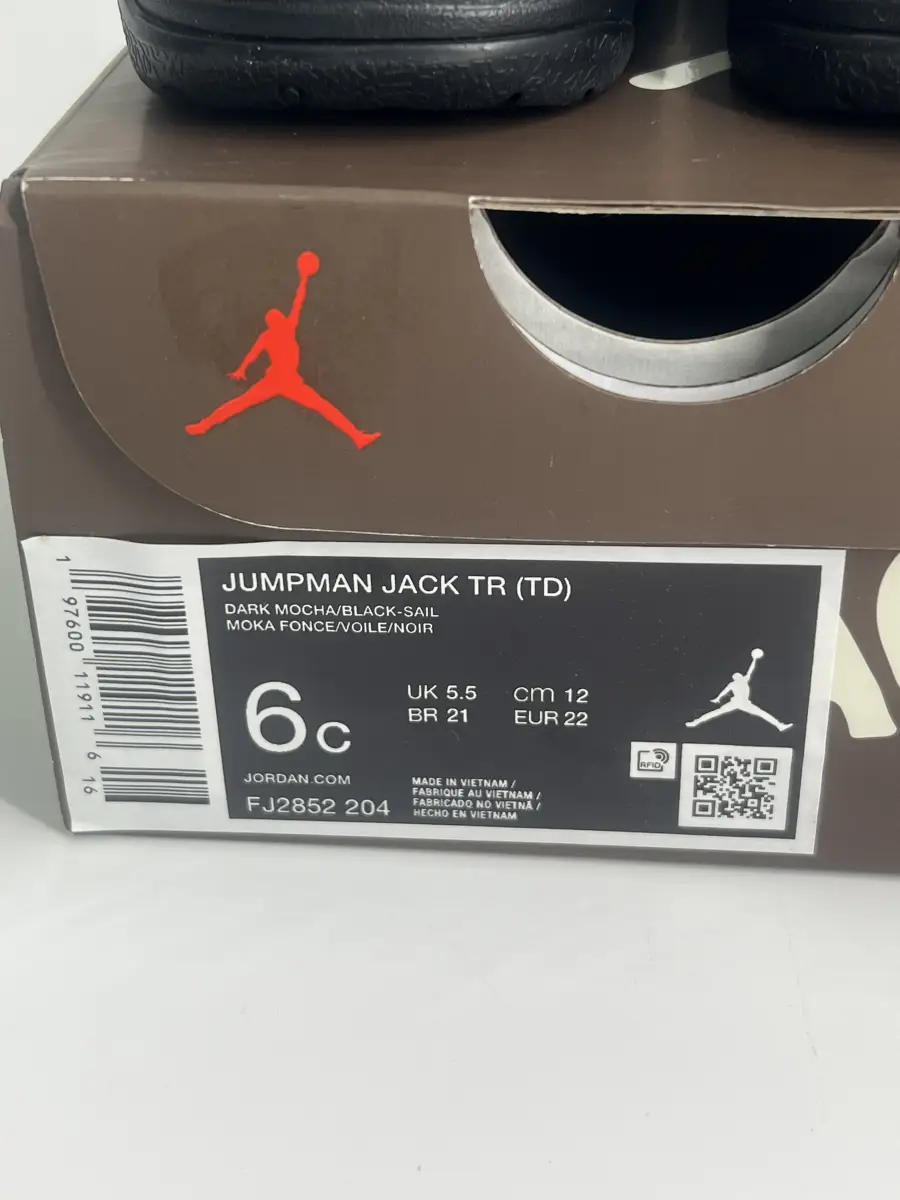 JUMPMAN JACK TR (TD)
DARK MOCHA/BLACK-SAIL
MOKA FONCE/VOILE/NOIR
6c
UK 5.5 cm 12
BR 21 EUR 22
JORDAN.COM
FJ2852 204
MADE IN VIETNAM /
FABRIQUE AU VIETNAM /
FABRICADO NO VIETNÃ /
HECHO EN VIETNAM
RFID
1 97600 11911 6 16